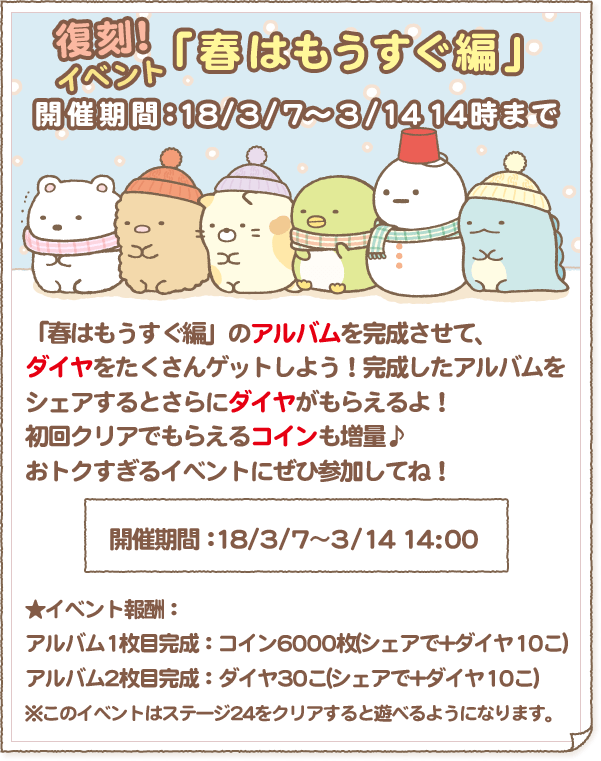 復刻!
イベント
「春はもうすぐ編」
開催期間:18/3/7～3/14 14時まで
「春はもうすぐ編」のアルバムを完成させて、
ダイヤをたくさんゲットしよう！完成したアルバムを
シェアするとさらにダイヤがもらえるよ！
初回クリアでもらえるコインも増量♪
おトクすぎるイベントにぜひ参加してね！
開催期間：18/3/7～3/14 14:00
★イベント報酬：
アルバム1枚目完成：コイン6000枚(シェアで+ダイヤ10こ)
アルバム2枚目完成：ダイヤ30こ(シェアで+ダイヤ10こ)
※このイベントはステージ24をクリアすると遊べるようになります。